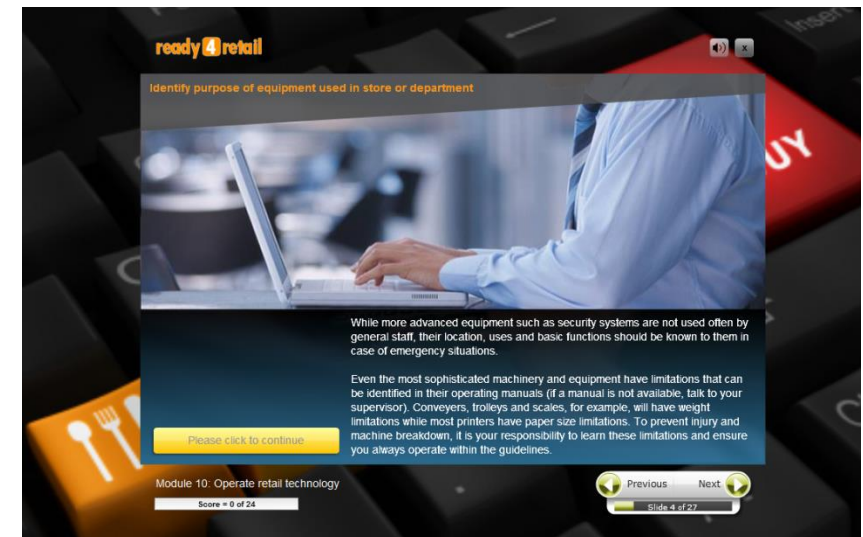 Insert
ready 4 retail
x
Identify purpose of equipment used in store or department
BUY
While more advanced equipment such as security systems are not used often by
general staff, their location, uses and basic functions should be known to them in
case of emergency situations.
Even the most sophisticated machinery and equipment have limitations that can
be identified in their operating manuals (if a manual is not available, talk to your
supervisor). Conveyers, trolleys and scales, for example, will have weight
limitations while most printers have paper size limitations. To prevent injury and
machine breakdown, it is your responsibility to learn these limitations and ensure
you always operate within the guidelines.
Please click to continue
Module 10: Operate retail technology
Score = 0 of 24
Previous
Next
Slide 4 of 27